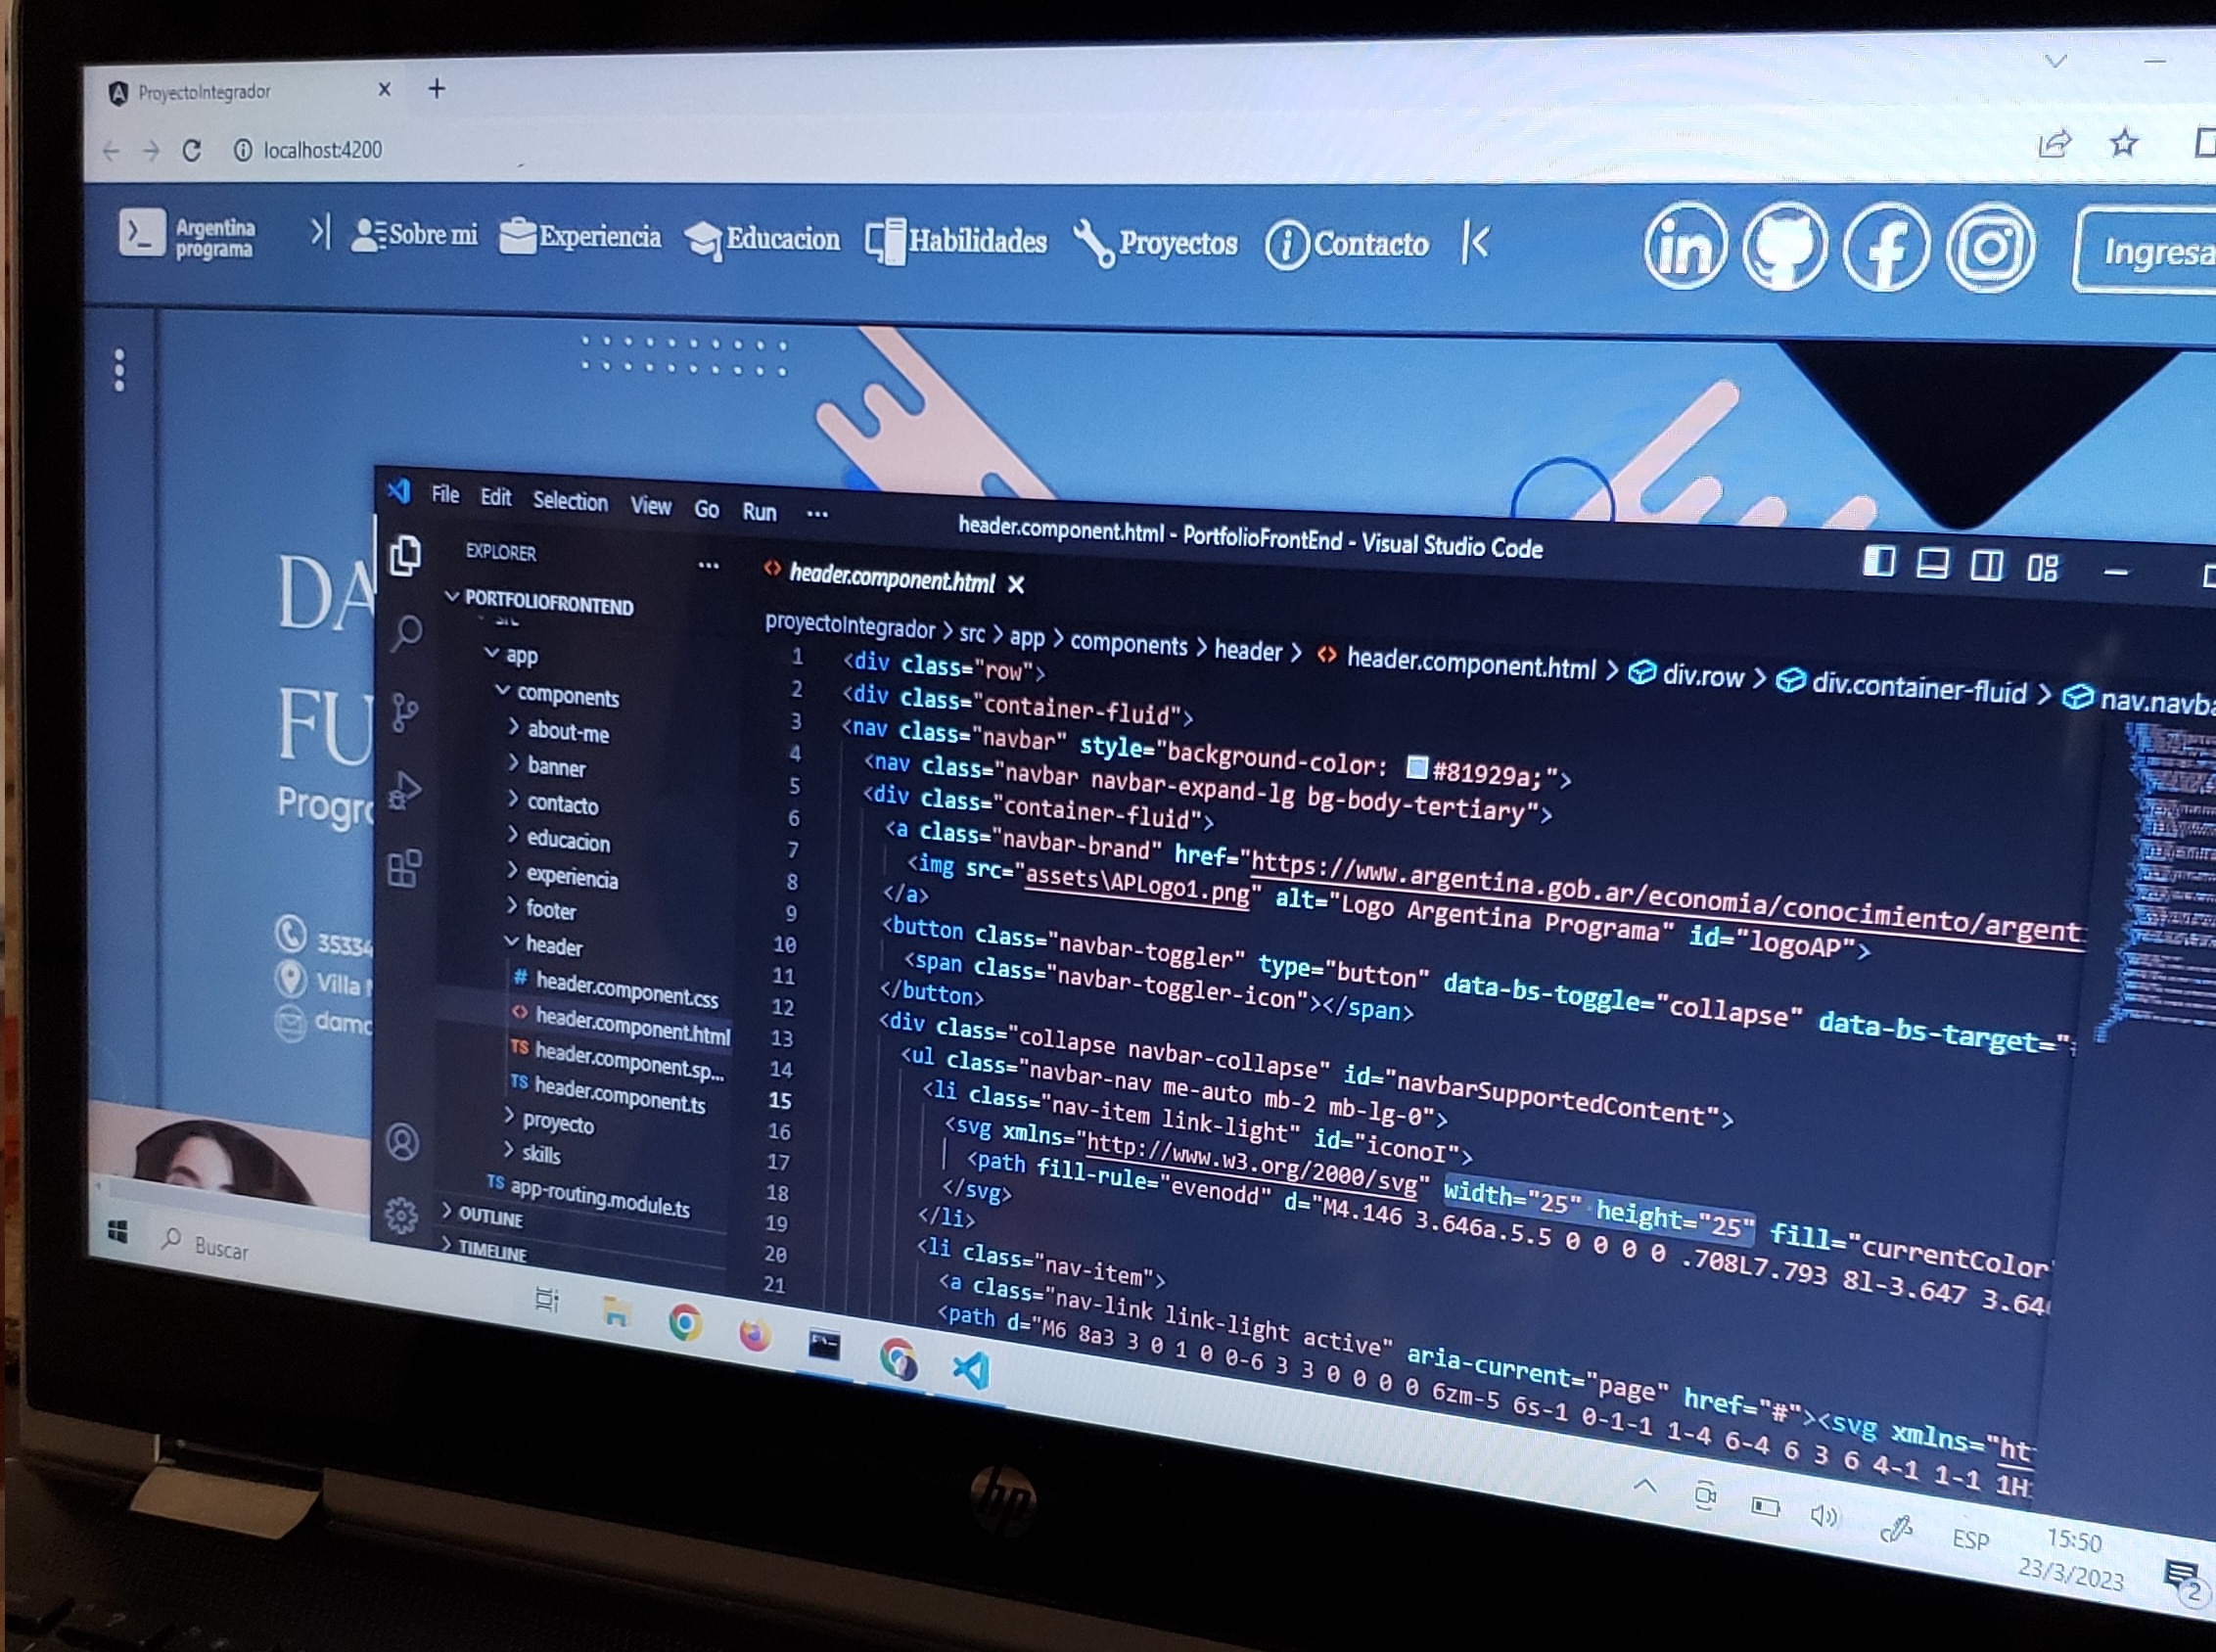 ProyectoIntegrador
localhost:4200
Argentina
programa
Sobre mi
Experiencia
Educacion
Habilidades
Proyectos
Contacto
Ingresa
DA
FU
Progr
35334
Villa
damc
File Edit Selection View Go Run ...
header.component.html - PortfolioFrontEnd - Visual Studio Code
EXPLORER
PORTFOLIOFRONTEND
src
app
components
about-me
banner
contacto
educacion
experiencia
footer
header
# header.component.css
<> header.component.html
TS header.component.sp...
TS header.component.ts
proyecto
skills
TS app-routing.module.ts
OUTLINE
TIMELINE
<> header.component.html
proyectoIntegrador > src > app > components > header > <> header.component.html > div.row > div.container-fluid > nav.navba
1 <div class="row">
2 <div class="container-fluid">
3 <nav class="navbar" style="background-color: #81929a;">
4 <nav class="navbar navbar-expand-lg bg-body-tertiary">
5 <div class="container-fluid">
6 <a class="navbar-brand" href="https://www.argentina.gob.ar/economia/conocimiento/argent
7 <img src="assets\APLogo1.png" alt="Logo Argentina Programa" id="logoAP">
8 </a>
9 <button class="navbar-toggler" type="button" data-bs-toggle="collapse" data-bs-target="
10 <span class="navbar-toggler-icon"></span>
11 </button>
12 <div class="collapse navbar-collapse" id="navbarSupportedContent">
13 <ul class="navbar-nav me-auto mb-2 mb-lg-0">
14 <li class="nav-item link-light" id="iconoI">
15 <svg xmlns="http://www.w3.org/2000/svg" width="25" height="25" fill="currentColor
16 <path fill-rule="evenodd" d="M4.146 3.646a.5.5 0 0 0 0 .708L7.793 8l-3.647 3.64
17 </svg>
18 </li>
19 <li class="nav-item">
20 <a class="nav-link link-light active" aria-current="page" href="#"><svg xmlns="ht
21 <path d="M6 8a3 3 0 1 0 0-6 3 3 0 0 0 0 6zm-5 6s-1 0-1-1 1-4 6-4 6 3 6 4-1 1-1 1H
Buscar
ESP
15:50
23/3/2023
2
hp